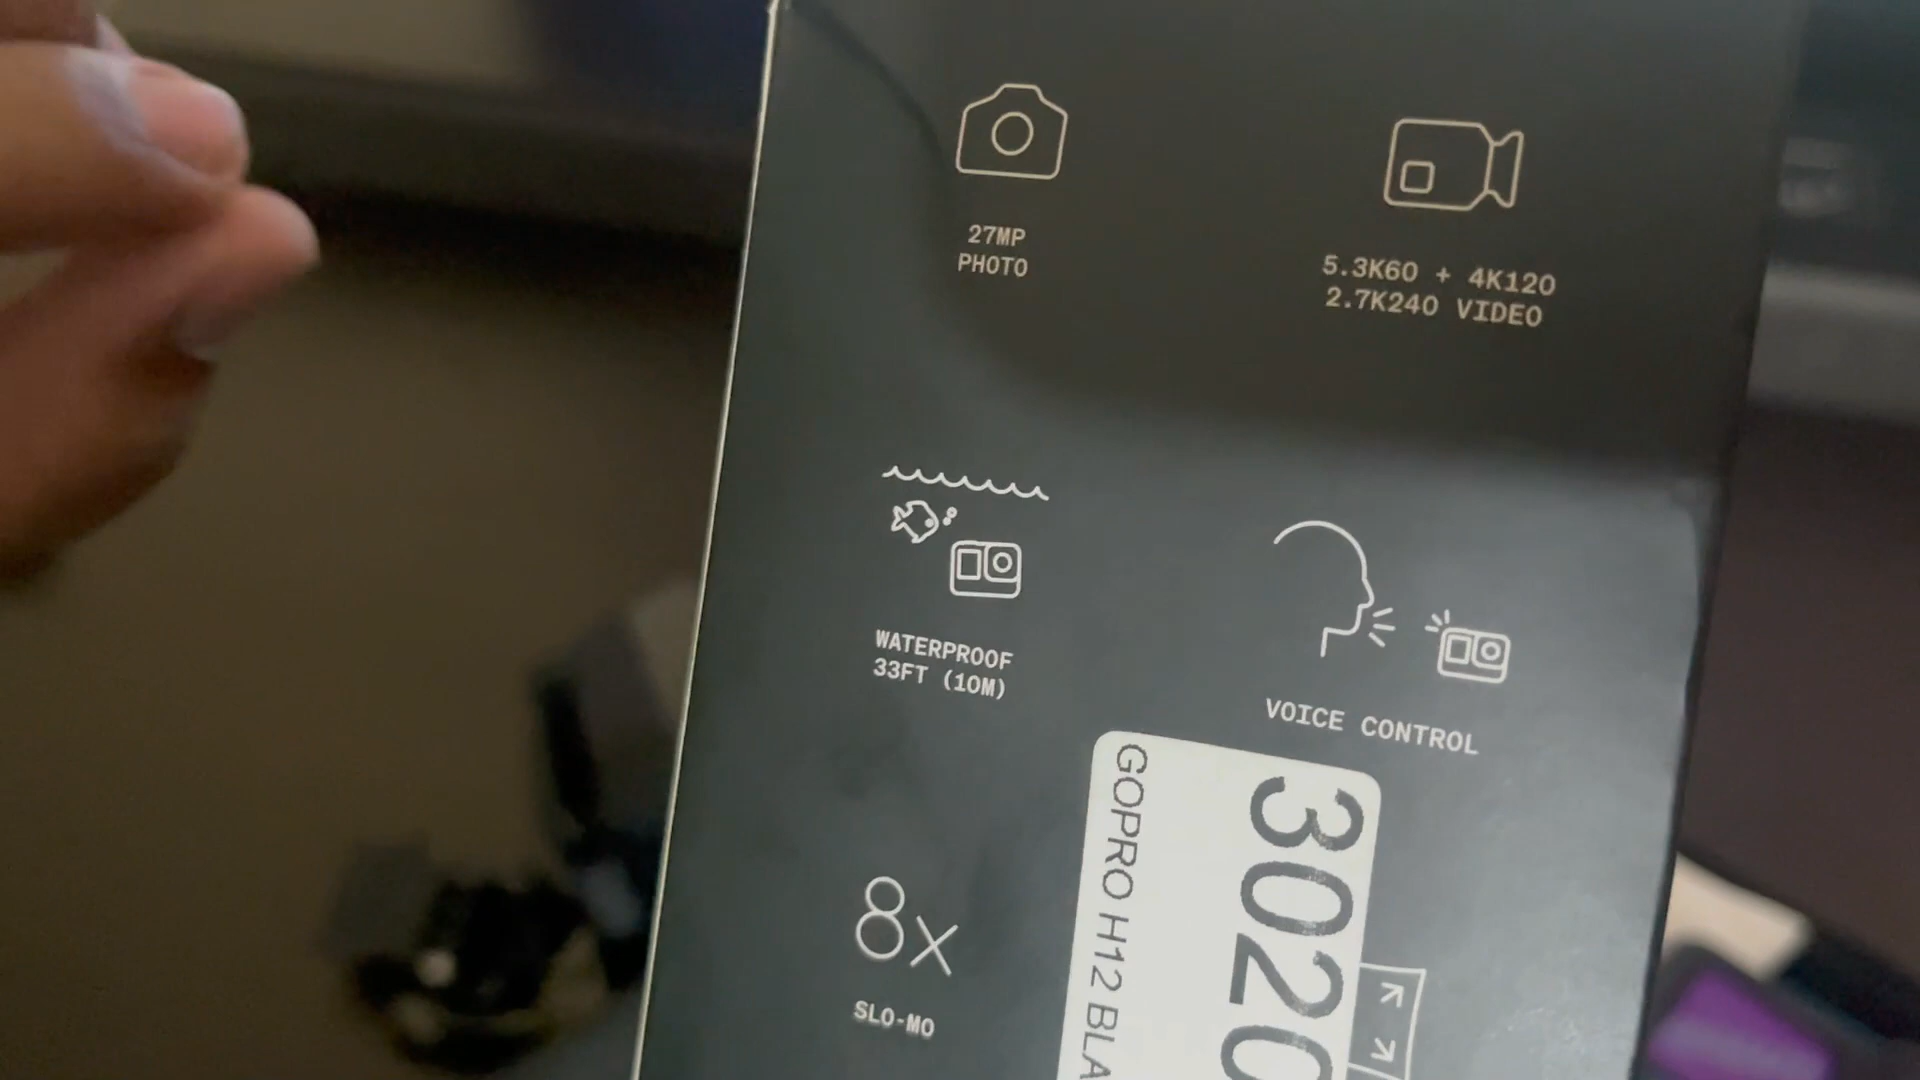 27MP
PHOTO
5.3K60 + 4K120
2.7K240 VIDEO
WATERPROOF
33FT (10M)
VOICE CONTROL
8x
SLO-MO
3020
GOPRO H12 BLA